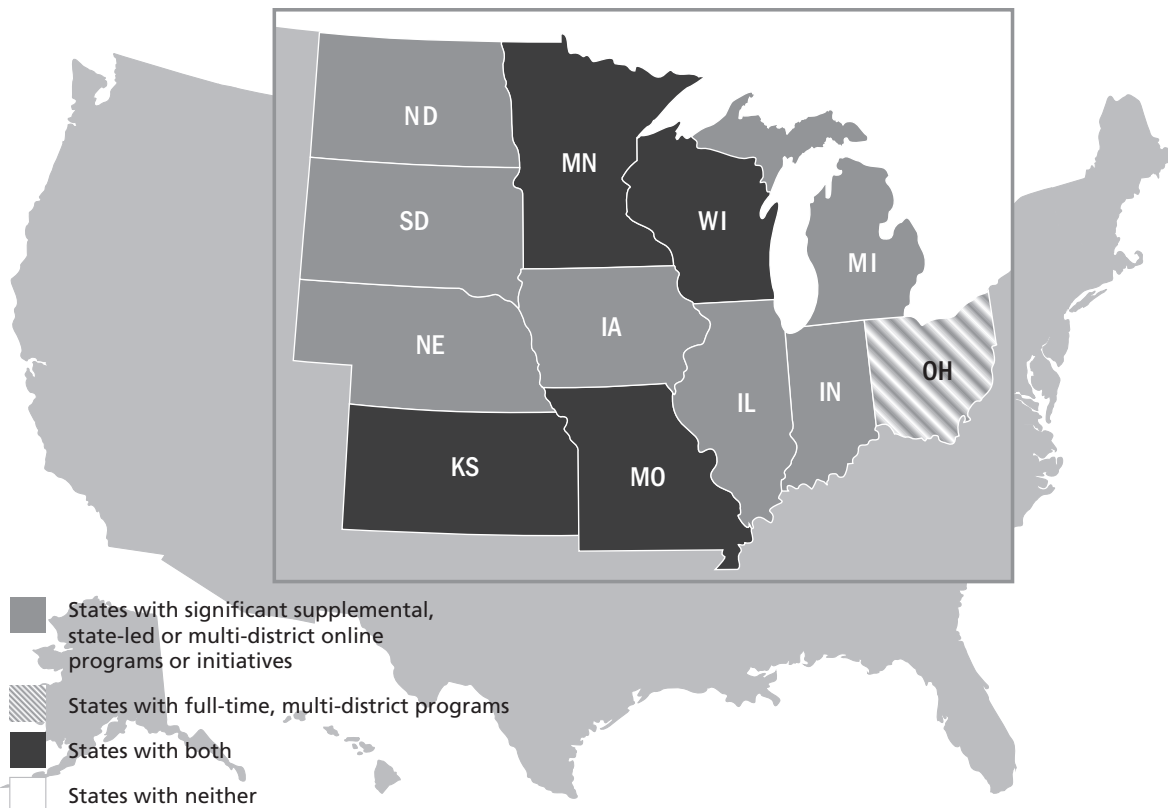 ND
MN
SD
WI
MI
NE
IA
OH
IL
IN
KS
MO
States with significant supplemental,
state-led or multi-district online
programs or initiatives
States with full-time, multi-district programs
States with both
States with neither